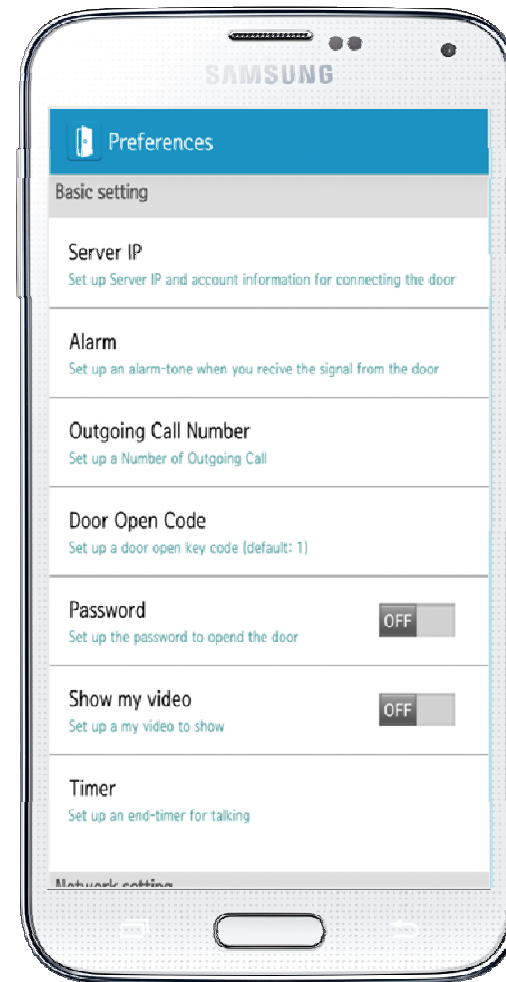 SAMSUNG
Preferences
Basic setting
Server IP
Set up Server IP and account information for connecting the door
Alarm
Set up an alarm-tone when you recive the signal from the door
Outgoing Call Number
Set up a Number of Outgoing Call
Door Open Code
Set up a door open key code (default: 1)
Password
OFF
Set up the password to opend the door
Show my video
OFF
Set up a my video to show
Timer
Set up an end-timer for talking
Network setting